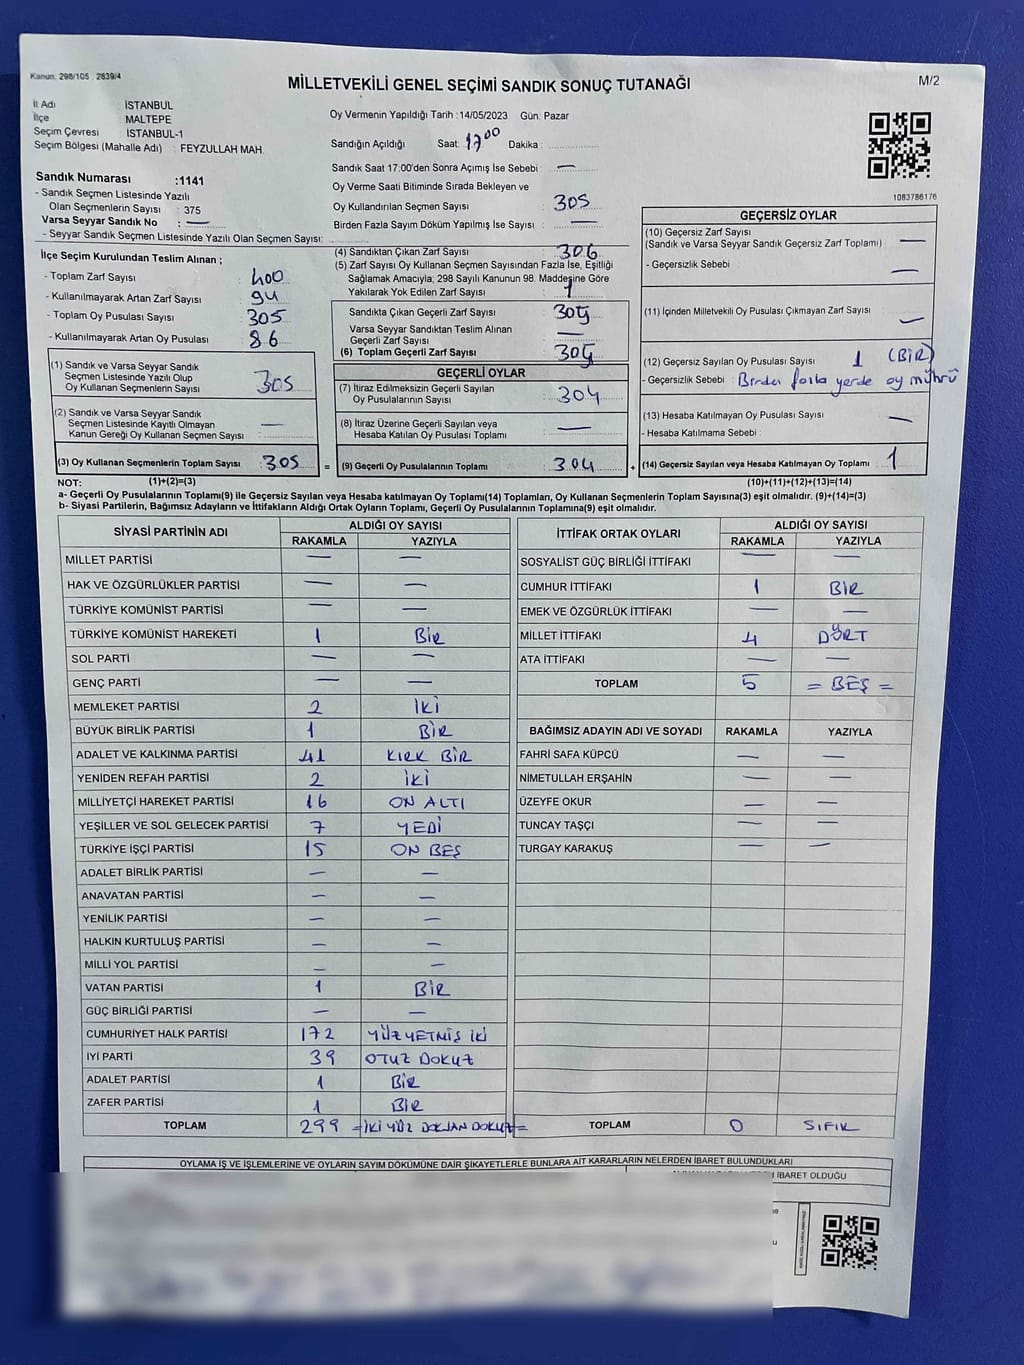 Kanun: 298/105 , 2839/4
MİLLETVEKİLİ GENEL SEÇİMİ SANDIK SONUÇ TUTANAĞI
M/2
İl Adı İSTANBUL
İlçe MALTEPE
Seçim Çevresi : İSTANBUL-1
Seçim Bölgesi (Mahalle Adı) : FEYZULLAH MAH.
Oy Vermenin Yapıldığı Tarih :14/05/2023 Gün: Pazar
Sandığın Açıldığı Saat: 17 00 Dakika :
Sandık Saat 17:00'den Sonra Açımış İse Sebebi : —
Oy Verme Saati Bitiminde Sırada Bekleyen ve
Oy Kullandırılan Seçmen Sayısı 305
Birden Fazla Sayım Döküm Yapılmış İse Sayısı : —
Sandık Numarası :1141
- Sandık Seçmen Listesinde Yazılı
Olan Seçmenlerin Sayısı : 375
Varsa Seyyar Sandık No : —
- Seyyar Sandık Seçmen Listesinde Yazılı Olan Seçmen Sayısı:
1083786176
İlçe Seçim Kurulundan Teslim Alınan ;
- Toplam Zarf Sayısı : 400
- Kullanılmayarak Artan Zarf Sayısı : 94
- Toplam Oy Pusulası Sayısı : 305
- Kullanılmayarak Artan Oy Pusulası : 86
(1) Sandık ve Varsa Seyyar Sandık
Seçmen Listesinde Yazılı Olup
Oy Kullanan Seçmenlerin Sayısı : 305
(2) Sandık ve Varsa Seyyar Sandık
Seçmen Listesinde Kayıtlı Olmayan
Kanun Gereği Oy Kullanan Seçmen Sayısı : —
(3) Oy Kullanan Seçmenlerin Toplam Sayısı : 305
(4) Sandıktan Çıkan Zarf Sayısı : 306
(5) Zarf Sayısı Oy Kullanan Seçmen Sayısından Fazla İse, Eşitliği
Sağlamak Amacıyla, 298 Sayılı Kanunun 98. Maddesine Göre
Yakılarak Yok Edilen Zarf Sayısı : 1
Sandıkta Çıkan Geçerli Zarf Sayısı : 305
Varsa Seyyar Sandıktan Teslim Alınan
Geçerli Zarf Sayısı : —
(6) Toplam Geçerli Zarf Sayısı : 305
GEÇERLİ OYLAR
(7) İtiraz Edilmeksizin Geçerli Sayılan
Oy Pusulalarının Sayısı : 304
(8) İtiraz Üzerine Geçerli Sayılan veya
Hesaba Katılan Oy Pusulası Toplamı : —
= (9) Geçerli Oy Pusulalarının Toplamı : 304
GEÇERSİZ OYLAR
(10) Geçersiz Zarf Sayısı
(Sandık ve Varsa Seyyar Sandık Geçersiz Zarf Toplamı) : —
- Geçersizlik Sebebi : —
(11) İçinden Milletvekili Oy Pusulası Çıkmayan Zarf Sayısı : —
(12) Geçersiz Sayılan Oy Pusulası Sayısı : 1 (BİR)
- Geçersizlik Sebebi : Birden fazla yerde oy mührü
(13) Hesaba Katılmayan Oy Pusulası Sayısı : —
- Hesaba Katılmama Sebebi :
+ (14) Geçersiz Sayılan veya Hesaba Katılmayan Oy Toplamı : 1
NOT: (1)+(2)=(3) (10)+(11)+(12)+(13)=(14)
a- Geçerli Oy Pusulalarının Toplamı(9) ile Geçersiz Sayılan veya Hesaba katılmayan Oy Toplamı(14) Toplamları, Oy Kullanan Seçmenlerin Toplam Sayısına(3) eşit olmalıdır. (9)+(14)=(3)
b- Siyasi Partilerin, Bağımsız Adayların ve İttifakların Aldığı Ortak Oyların Toplamı, Geçerli Oy Pusulalarının Toplamına(9) eşit olmalıdır.
SİYASİ PARTİNİN ADI ALDIĞI OY SAYISI
RAKAMLA YAZIYLA
MİLLET PARTİSİ — —
HAK VE ÖZGÜRLÜKLER PARTİSİ — —
TÜRKİYE KOMÜNİST PARTİSİ — —
TÜRKİYE KOMÜNİST HAREKETİ 1 BİR
SOL PARTİ — —
GENÇ PARTİ — —
MEMLEKET PARTİSİ 2 İKİ
BÜYÜK BİRLİK PARTİSİ 1 BİR
ADALET VE KALKINMA PARTİSİ 41 KIRK BİR
YENİDEN REFAH PARTİSİ 2 İKİ
MİLLİYETÇİ HAREKET PARTİSİ 16 ON ALTI
YEŞİLLER VE SOL GELECEK PARTİSİ 7 YEDİ
TÜRKİYE İŞÇİ PARTİSİ 15 ON BEŞ
ADALET BİRLİK PARTİSİ — —
ANAVATAN PARTİSİ — —
YENİLİK PARTİSİ — —
HALKIN KURTULUŞ PARTİSİ — —
MİLLİ YOL PARTİSİ — —
VATAN PARTİSİ 1 BİR
GÜÇ BİRLİĞİ PARTİSİ — —
CUMHURİYET HALK PARTİSİ 172 YÜZ YETMİŞ İKİ
İYİ PARTİ 39 OTUZ DOKUZ
ADALET PARTİSİ 1 BİR
ZAFER PARTİSİ 1 BİR
TOPLAM 299 =İKİ YÜZ DOKSAN DOKUZ=
İTTİFAK ORTAK OYLARI ALDIĞI OY SAYISI
RAKAMLA YAZIYLA
SOSYALİST GÜÇ BİRLİĞİ İTTİFAKI — —
CUMHUR İTTİFAKI 1 BİR
EMEK VE ÖZGÜRLÜK İTTİFAKI — —
MİLLET İTTİFAKI 4 DÖRT
ATA İTTİFAKI — —
TOPLAM 5 = BEŞ =
BAĞIMSIZ ADAYIN ADI VE SOYADI RAKAMLA YAZIYLA
FAHRİ SAFA KÜPCÜ — —
NİMETULLAH ERŞAHİN — —
ÜZEYFE OKUR — —
TUNCAY TAŞÇI — —
TURGAY KARAKUŞ — —
TOPLAM 0 SIFIR
OYLAMA İŞ VE İŞLEMLERİNE VE OYLARIN SAYIM DÖKÜMÜNE DAİR ŞİKAYETLERLE BUNLARA AİT KARARLARIN NELERDEN İBARET BULUNDUKLARI
İBARET OLDUĞU